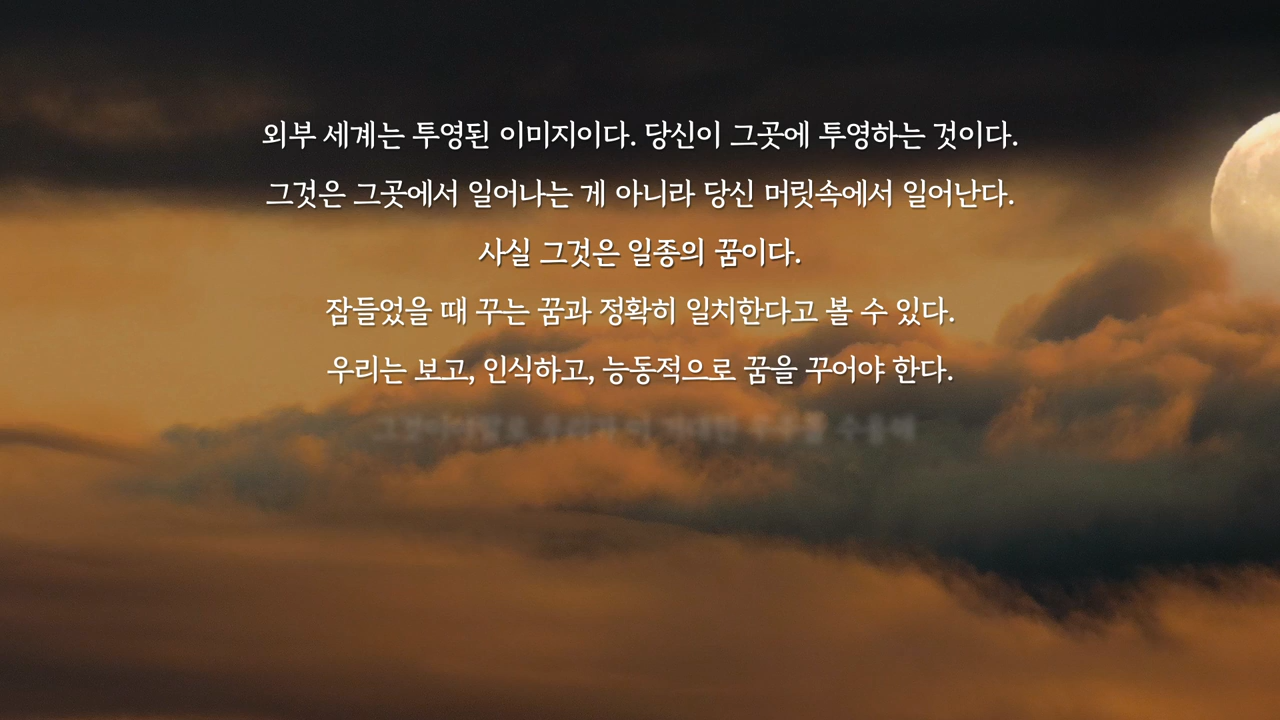 외부 세계는 투영된 이미지이다. 당신이 그곳에 투영하는 것이다.
그것은 그곳에서 일어나는 게 아니라 당신 머릿속에서 일어난다.
사실 그것은 일종의 꿈이다.
잠들었을 때 꾸는 꿈과 정확히 일치한다고 볼 수 있다.
우리는 보고, 인식하고, 능동적으로 꿈을 꾸어야 한다.